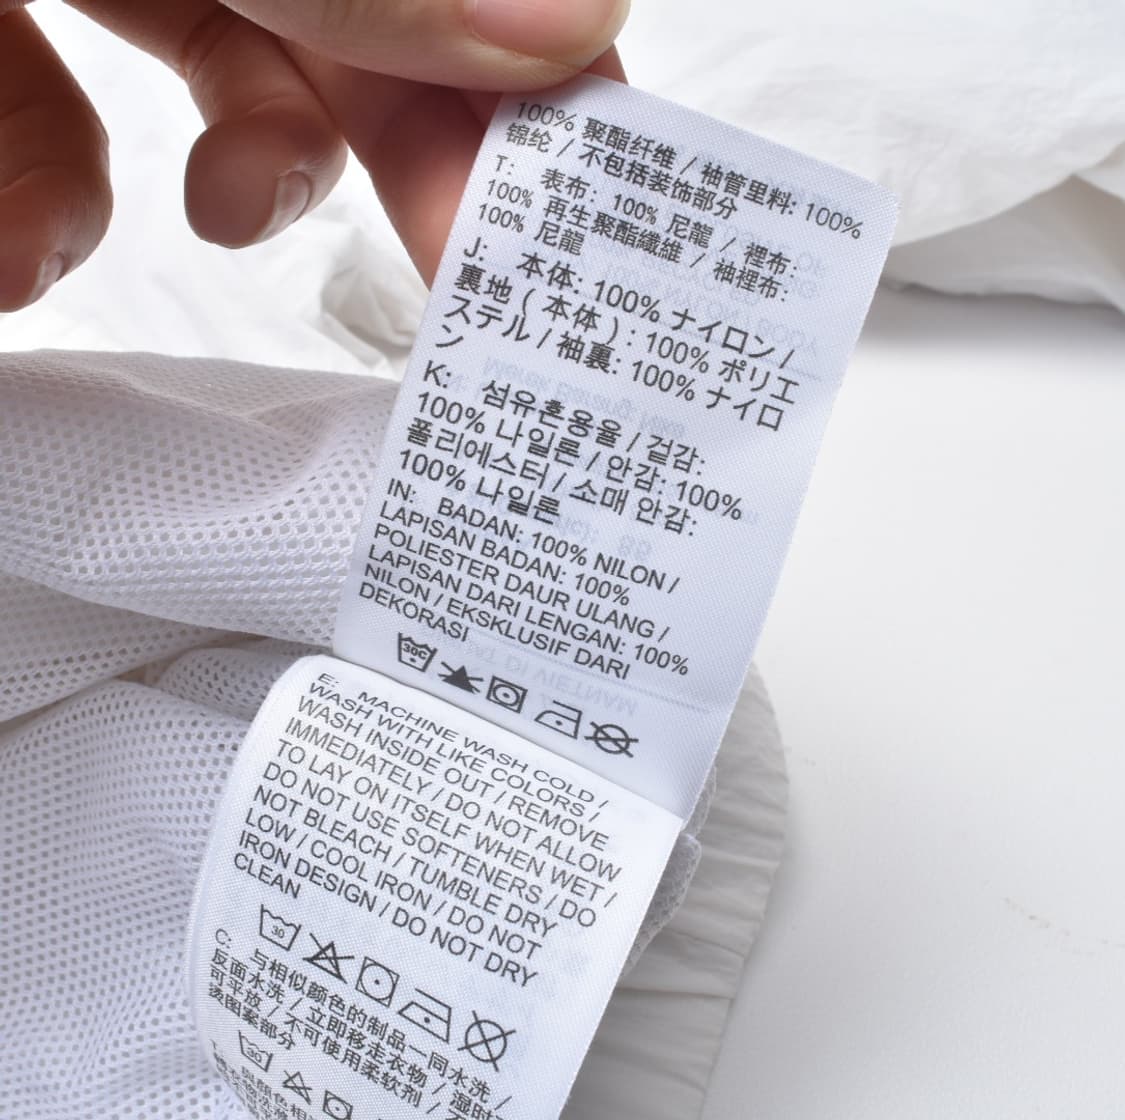 100% 聚酯纤维 / 袖管里料: 100%
锦纶 / 不包括装饰部分
T: 表布: 100% 尼龍 / 裡布:
100% 再生聚酯纖維 / 袖裡布:
100% 尼龍
J: 本体: 100% ナイロン /
裏地 ( 本体 ) : 100% ポリエ
ステル / 袖裏: 100% ナイロ
ン
K: 섬유혼용율 / 겉감:
100% 나일론 / 안감: 100%
폴리에스터 / 소매 안감:
100% 나일론
IN: BADAN: 100% NILON /
LAPISAN BADAN: 100%
POLIESTER DAUR ULANG /
LAPISAN DARI LENGAN: 100%
NILON / EKSKLUSIF DARI
DEKORASI
30C
E: MACHINE WASH COLD /
WASH WITH LIKE COLORS /
WASH INSIDE OUT / REMOVE
IMMEDIATELY / DO NOT ALLOW
TO LAY ON ITSELF WHEN WET /
DO NOT USE SOFTENERS / DO
NOT BLEACH / TUMBLE DRY
LOW / COOL IRON / DO NOT
IRON DESIGN / DO NOT DRY
CLEAN
30
C: 与相似颜色的制品一同水洗 /
反面水洗 / 立即移走衣物 / 湿时
可平放 / 不可使用柔软剂 /
烫图案部分
30